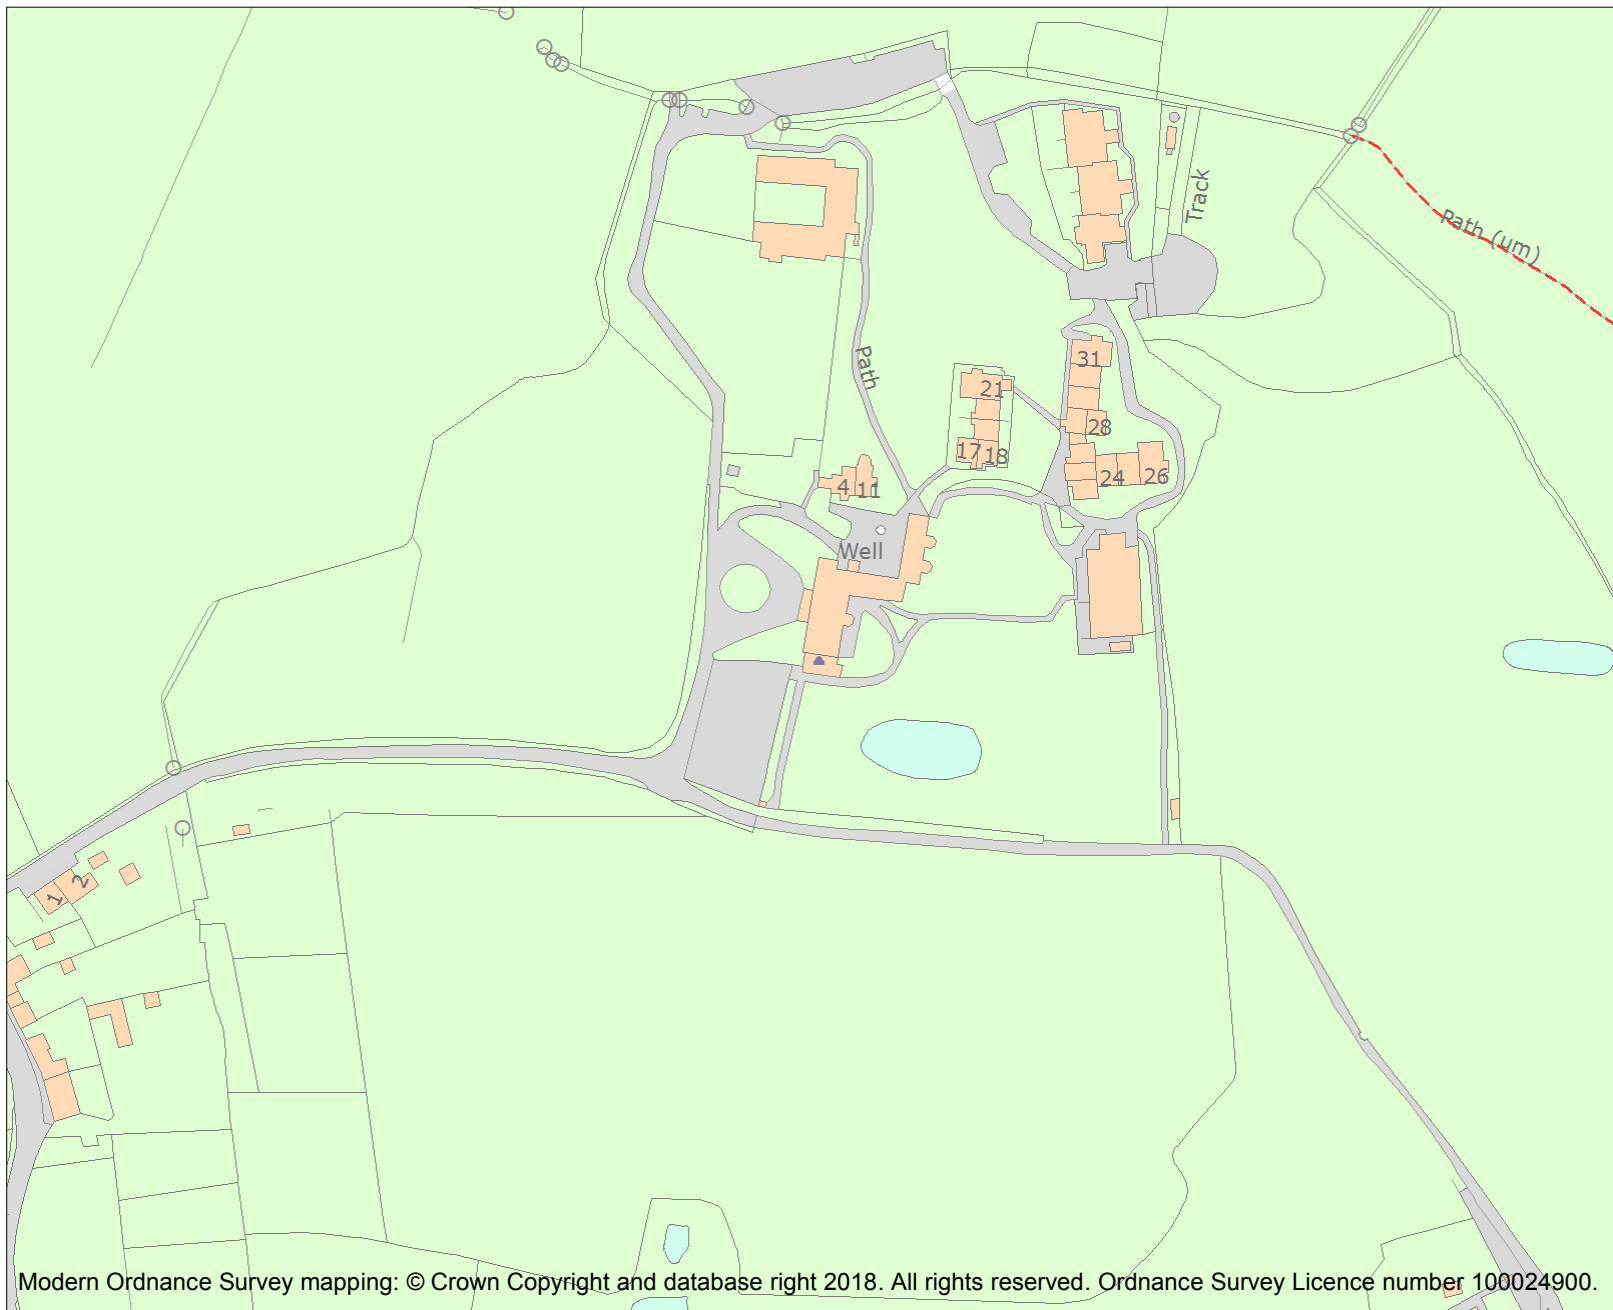 Track
Path (um)
Path
31
21
28
17
18
24
26
4
11
Well
1
2
Modern Ordnance Survey mapping: © Crown Copyright and database right 2018. All rights reserved. Ordnance Survey Licence number 100024900.